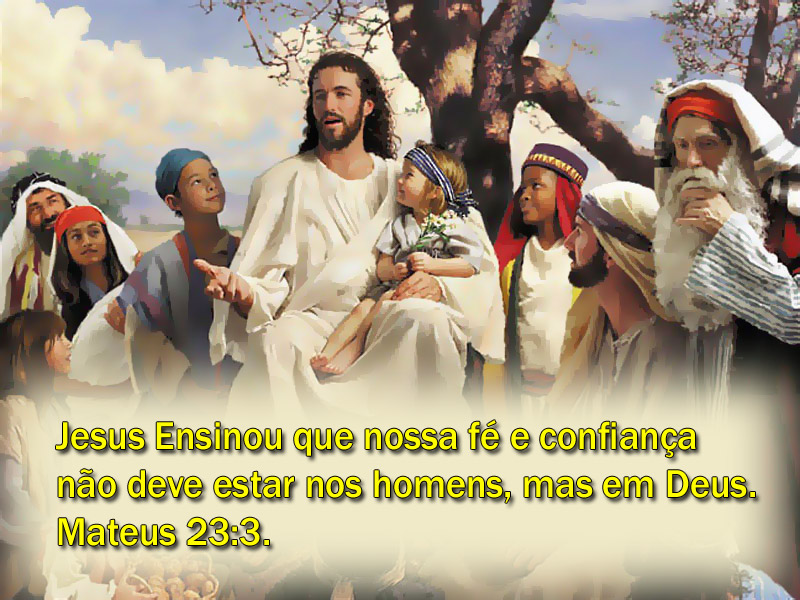 Jesus Ensinou que nossa fé e confiança
não deve estar nos homens, mas em Deus.
Mateus 23:3.